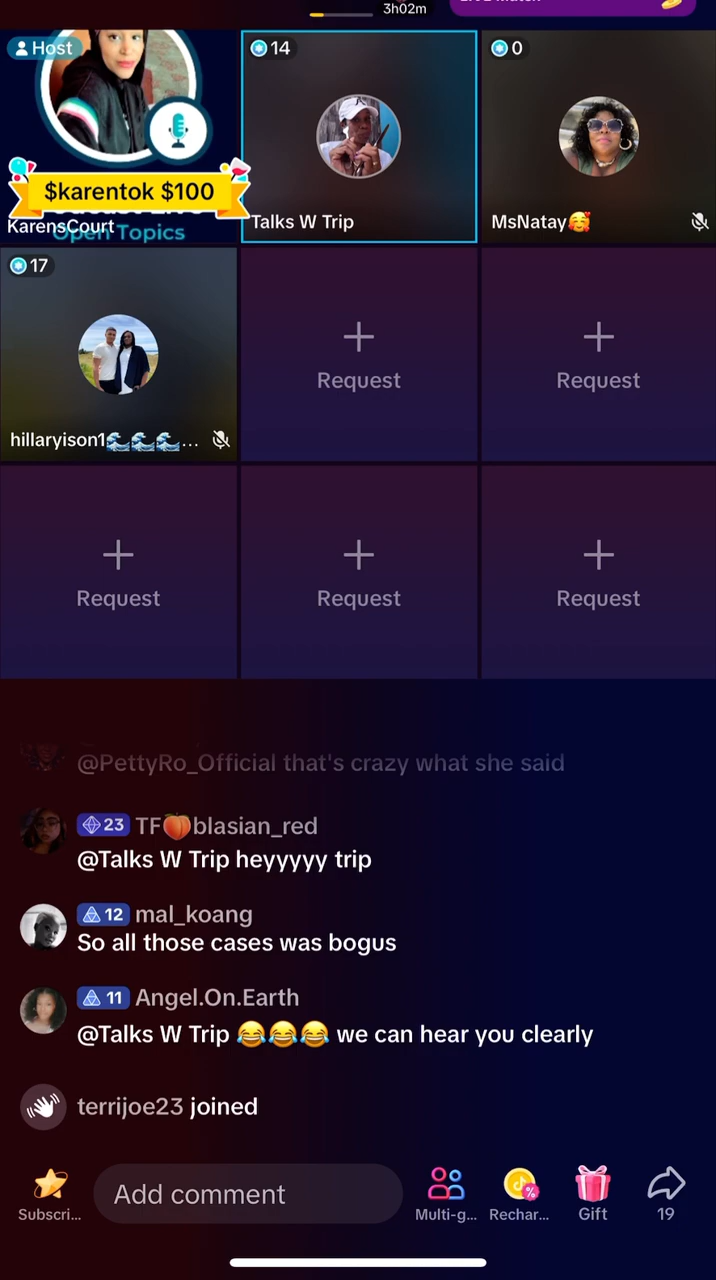 3h02m
Host
14
0
$karentok $100
KarensCourt
Open Topics
Talks W Trip
MsNatay🥰
17
hillaryison1🌊🌊🌊...
Request
Request
Request
Request
Request
@PettyRo_Official that's crazy what she said
23 TF🍑blasian_red
@Talks W Trip heyyyyy trip
12 mal_koang
So all those cases was bogus
11 Angel.On.Earth
@Talks W Trip 😂😂😂 we can hear you clearly
terrijoe23 joined
Add comment
Subscri...
Multi-g...
Rechar...
Gift
19